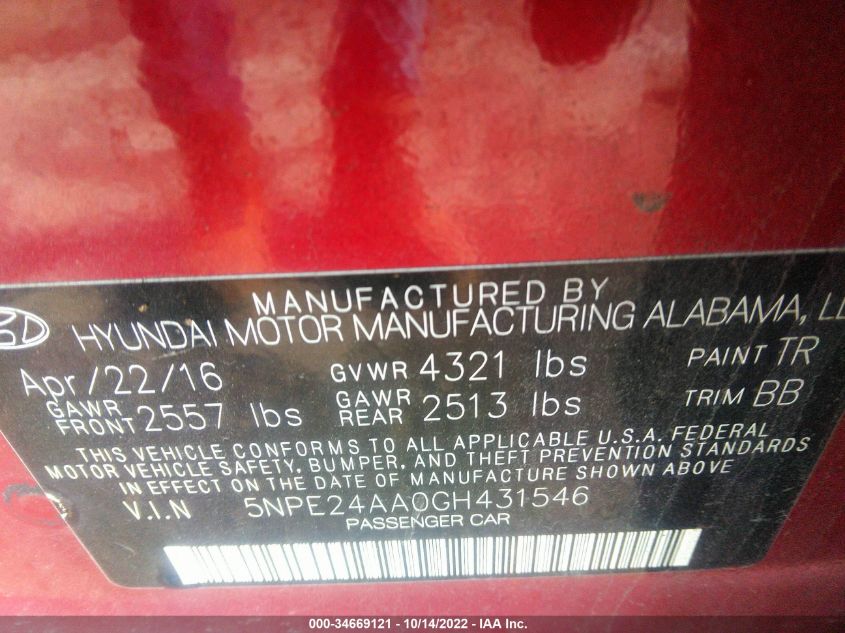 MANUFACTURED BY
HYUNDAI MOTOR MANUFACTURING ALABAMA, LL
Apr/22/16 GVWR 4321 lbs PAINT TR
GAWR FRONT 2557 lbs GAWR REAR 2513 lbs TRIM BB
THIS VEHICLE CONFORMS TO ALL APPLICABLE U.S.A. FEDERAL
MOTOR VEHICLE SAFETY, BUMPER, AND THEFT PREVENTION STANDARDS
IN EFFECT ON THE DATE OF MANUFACTURE SHOWN ABOVE
V.I.N 5NPE24AA0GH431546
PASSENGER CAR
000-34669121 - 10/14/2022 - IAA Inc.